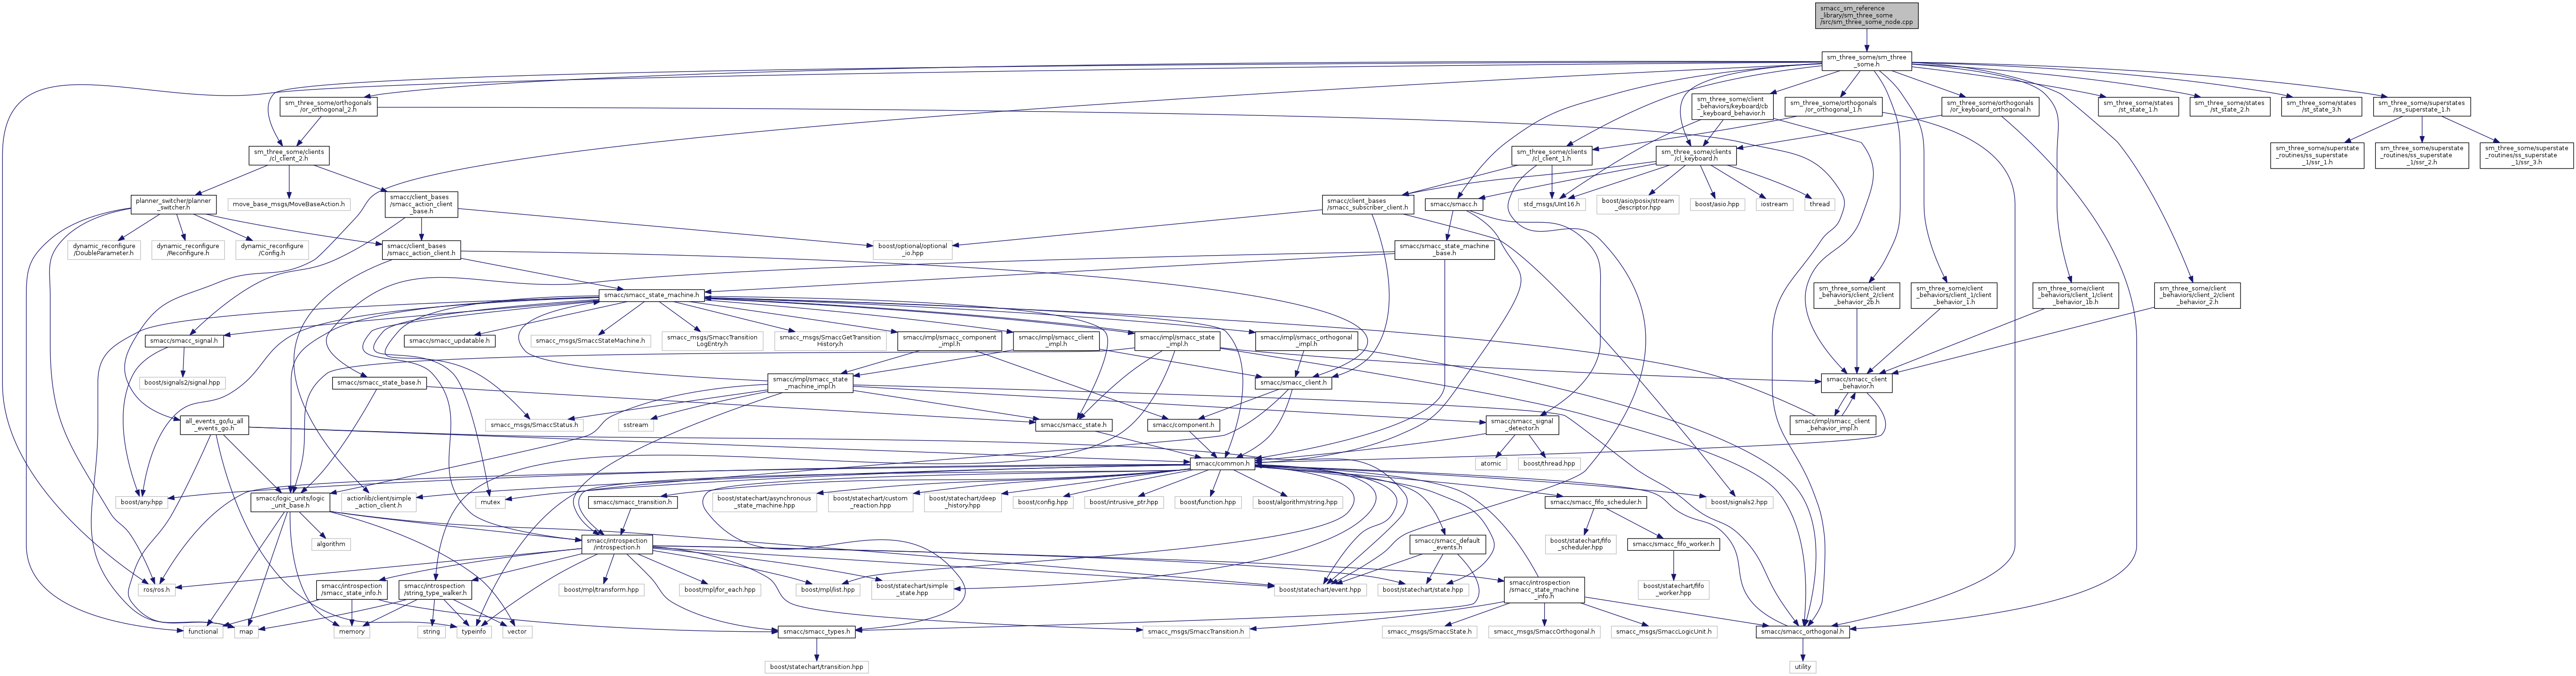 smacc_sm_reference
_library/sm_three_some
/src/sm_three_some_node.cpp
sm_three_some/sm_three
_some.h
sm_three_some/orthogonals
/or_orthogonal_2.h
sm_three_some/client
_behaviors/keyboard/cb
_keyboard_behavior.h
sm_three_some/orthogonals
/or_orthogonal_1.h
sm_three_some/orthogonals
/or_keyboard_orthogonal.h
sm_three_some/states
/st_state_1.h
sm_three_some/states
/st_state_2.h
sm_three_some/states
/st_state_3.h
sm_three_some/superstates
/ss_superstate_1.h
sm_three_some/clients
/cl_client_2.h
sm_three_some/clients
/cl_client_1.h
sm_three_some/clients
/cl_keyboard.h
sm_three_some/superstate
_routines/ss_superstate
_1/ssr_1.h
sm_three_some/superstate
_routines/ss_superstate
_1/ssr_2.h
sm_three_some/superstate
_routines/ss_superstate
_1/ssr_3.h
planner_switcher/planner
_switcher.h
move_base_msgs/MoveBaseAction.h
smacc/client_bases
/smacc_action_client
_base.h
smacc/client_bases
/smacc_subscriber_client.h
smacc/smacc.h
std_msgs/UInt16.h
boost/asio/posix/stream
_descriptor.hpp
boost/asio.hpp
iostream
thread
dynamic_reconfigure
/DoubleParameter.h
dynamic_reconfigure
/Reconfigure.h
dynamic_reconfigure
/Config.h
smacc/client_bases
/smacc_action_client.h
boost/optional/optional
_io.hpp
smacc/smacc_state_machine
_base.h
smacc/smacc_state_machine.h
sm_three_some/client
_behaviors/client_2/client
_behavior_2b.h
sm_three_some/client
_behaviors/client_1/client
_behavior_1.h
sm_three_some/client
_behaviors/client_1/client
_behavior_1b.h
sm_three_some/client
_behaviors/client_2/client
_behavior_2.h
smacc/smacc_signal.h
smacc/smacc_updatable.h
smacc_msgs/SmaccStateMachine.h
smacc_msgs/SmaccTransition
LogEntry.h
smacc_msgs/SmaccGetTransition
History.h
smacc/impl/smacc_component
_impl.h
smacc/impl/smacc_client
_impl.h
smacc/impl/smacc_state
_impl.h
smacc/impl/smacc_orthogonal
_impl.h
boost/signals2/signal.hpp
smacc/smacc_state_base.h
smacc/impl/smacc_state
_machine_impl.h
smacc/smacc_client.h
smacc/smacc_client
_behavior.h
all_events_go/lu_all
_events_go.h
smacc_msgs/SmaccStatus.h
sstream
smacc/smacc_state.h
smacc/component.h
smacc/smacc_signal
_detector.h
smacc/impl/smacc_client
_behavior_impl.h
smacc/common.h
atomic
boost/thread.hpp
boost/any.hpp
smacc/logic_units/logic
_unit_base.h
actionlib/client/simple
_action_client.h
mutex
smacc/smacc_transition.h
boost/statechart/asynchronous
_state_machine.hpp
boost/statechart/custom
_reaction.hpp
boost/statechart/deep
_history.hpp
boost/config.hpp
boost/intrusive_ptr.hpp
boost/function.hpp
boost/algorithm/string.hpp
smacc/smacc_fifo_scheduler.h
boost/signals2.hpp
algorithm
smacc/introspection
/introspection.h
smacc/smacc_default
_events.h
boost/statechart/fifo
_scheduler.hpp
smacc/smacc_fifo_worker.h
ros/ros.h
smacc/introspection
/smacc_state_info.h
smacc/introspection
/string_type_walker.h
boost/mpl/transform.hpp
boost/mpl/for_each.hpp
boost/mpl/list.hpp
boost/statechart/simple
_state.hpp
boost/statechart/event.hpp
boost/statechart/state.hpp
smacc/introspection
/smacc_state_machine
_info.h
boost/statechart/fifo
_worker.hpp
functional
map
memory
string
typeinfo
vector
smacc/smacc_types.h
smacc_msgs/SmaccTransition.h
smacc_msgs/SmaccState.h
smacc_msgs/SmaccOrthogonal.h
smacc_msgs/SmaccLogicUnit.h
smacc/smacc_orthogonal.h
boost/statechart/transition.hpp
utility